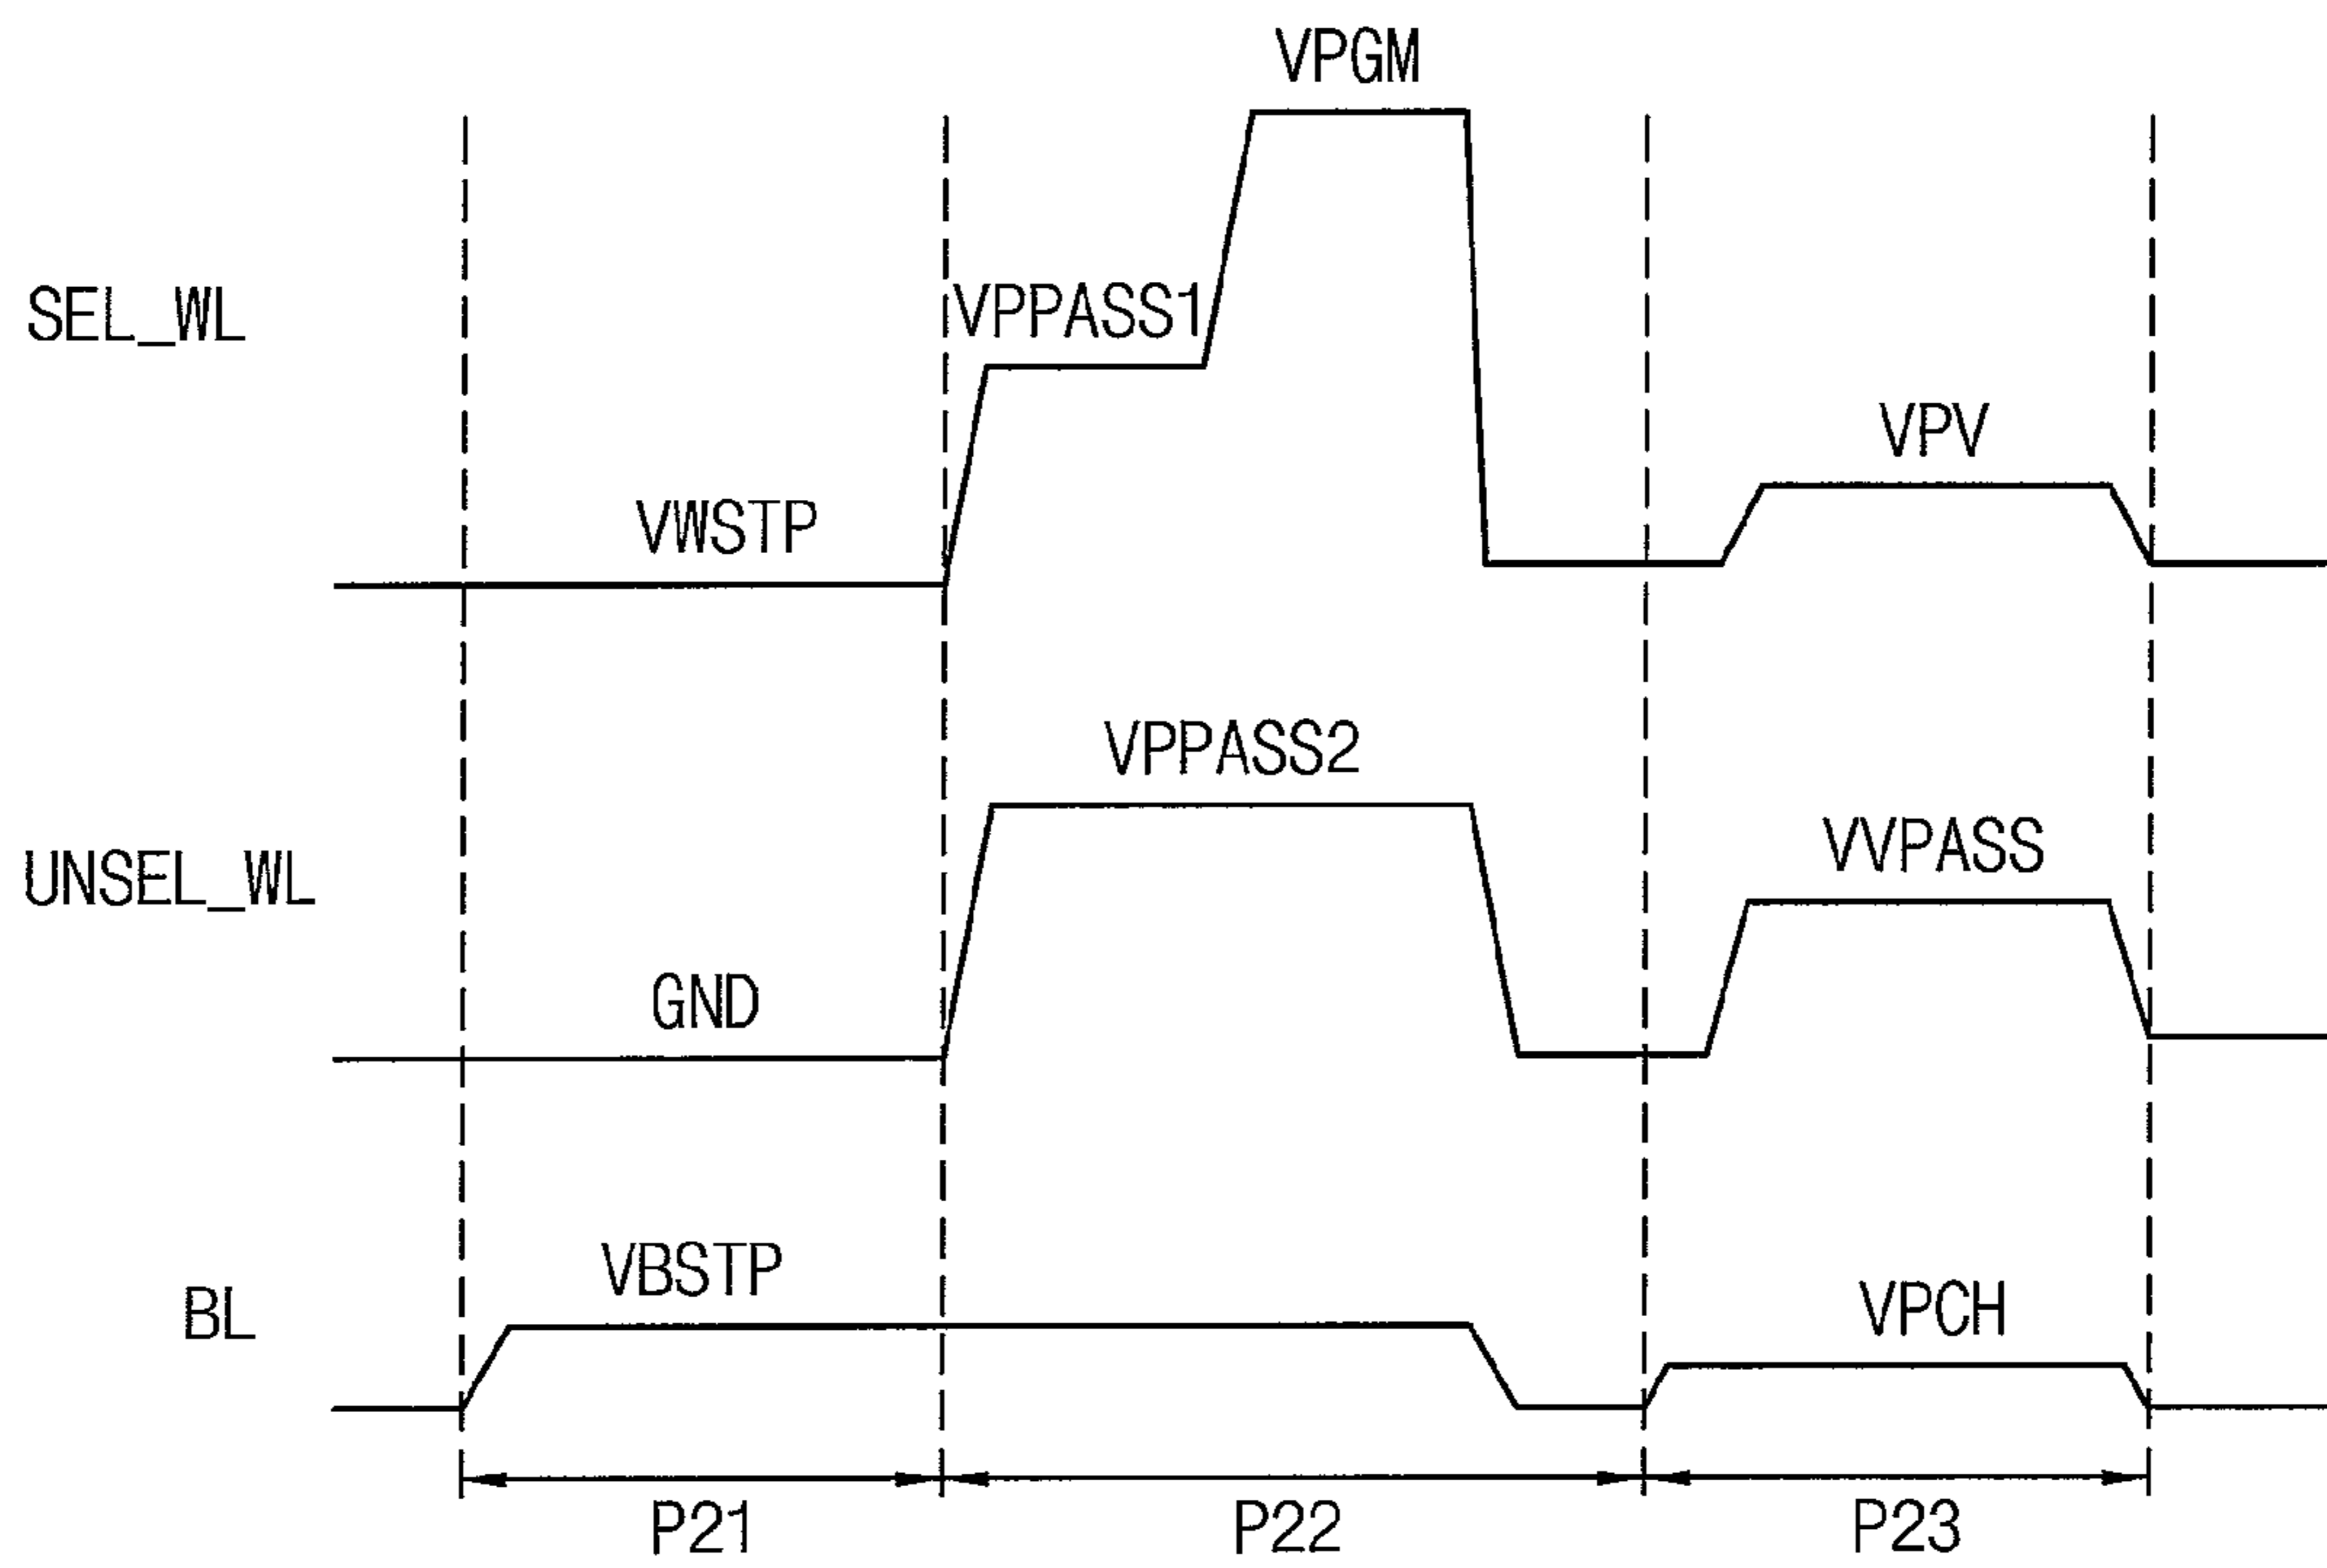 VPGM
SEL_WL
VPPASS1
VPV
VWSTP
VPPASS2
UNSEL_WL
VVPASS
GND
VBSTP
BL
VPCH
P21
P22
P23